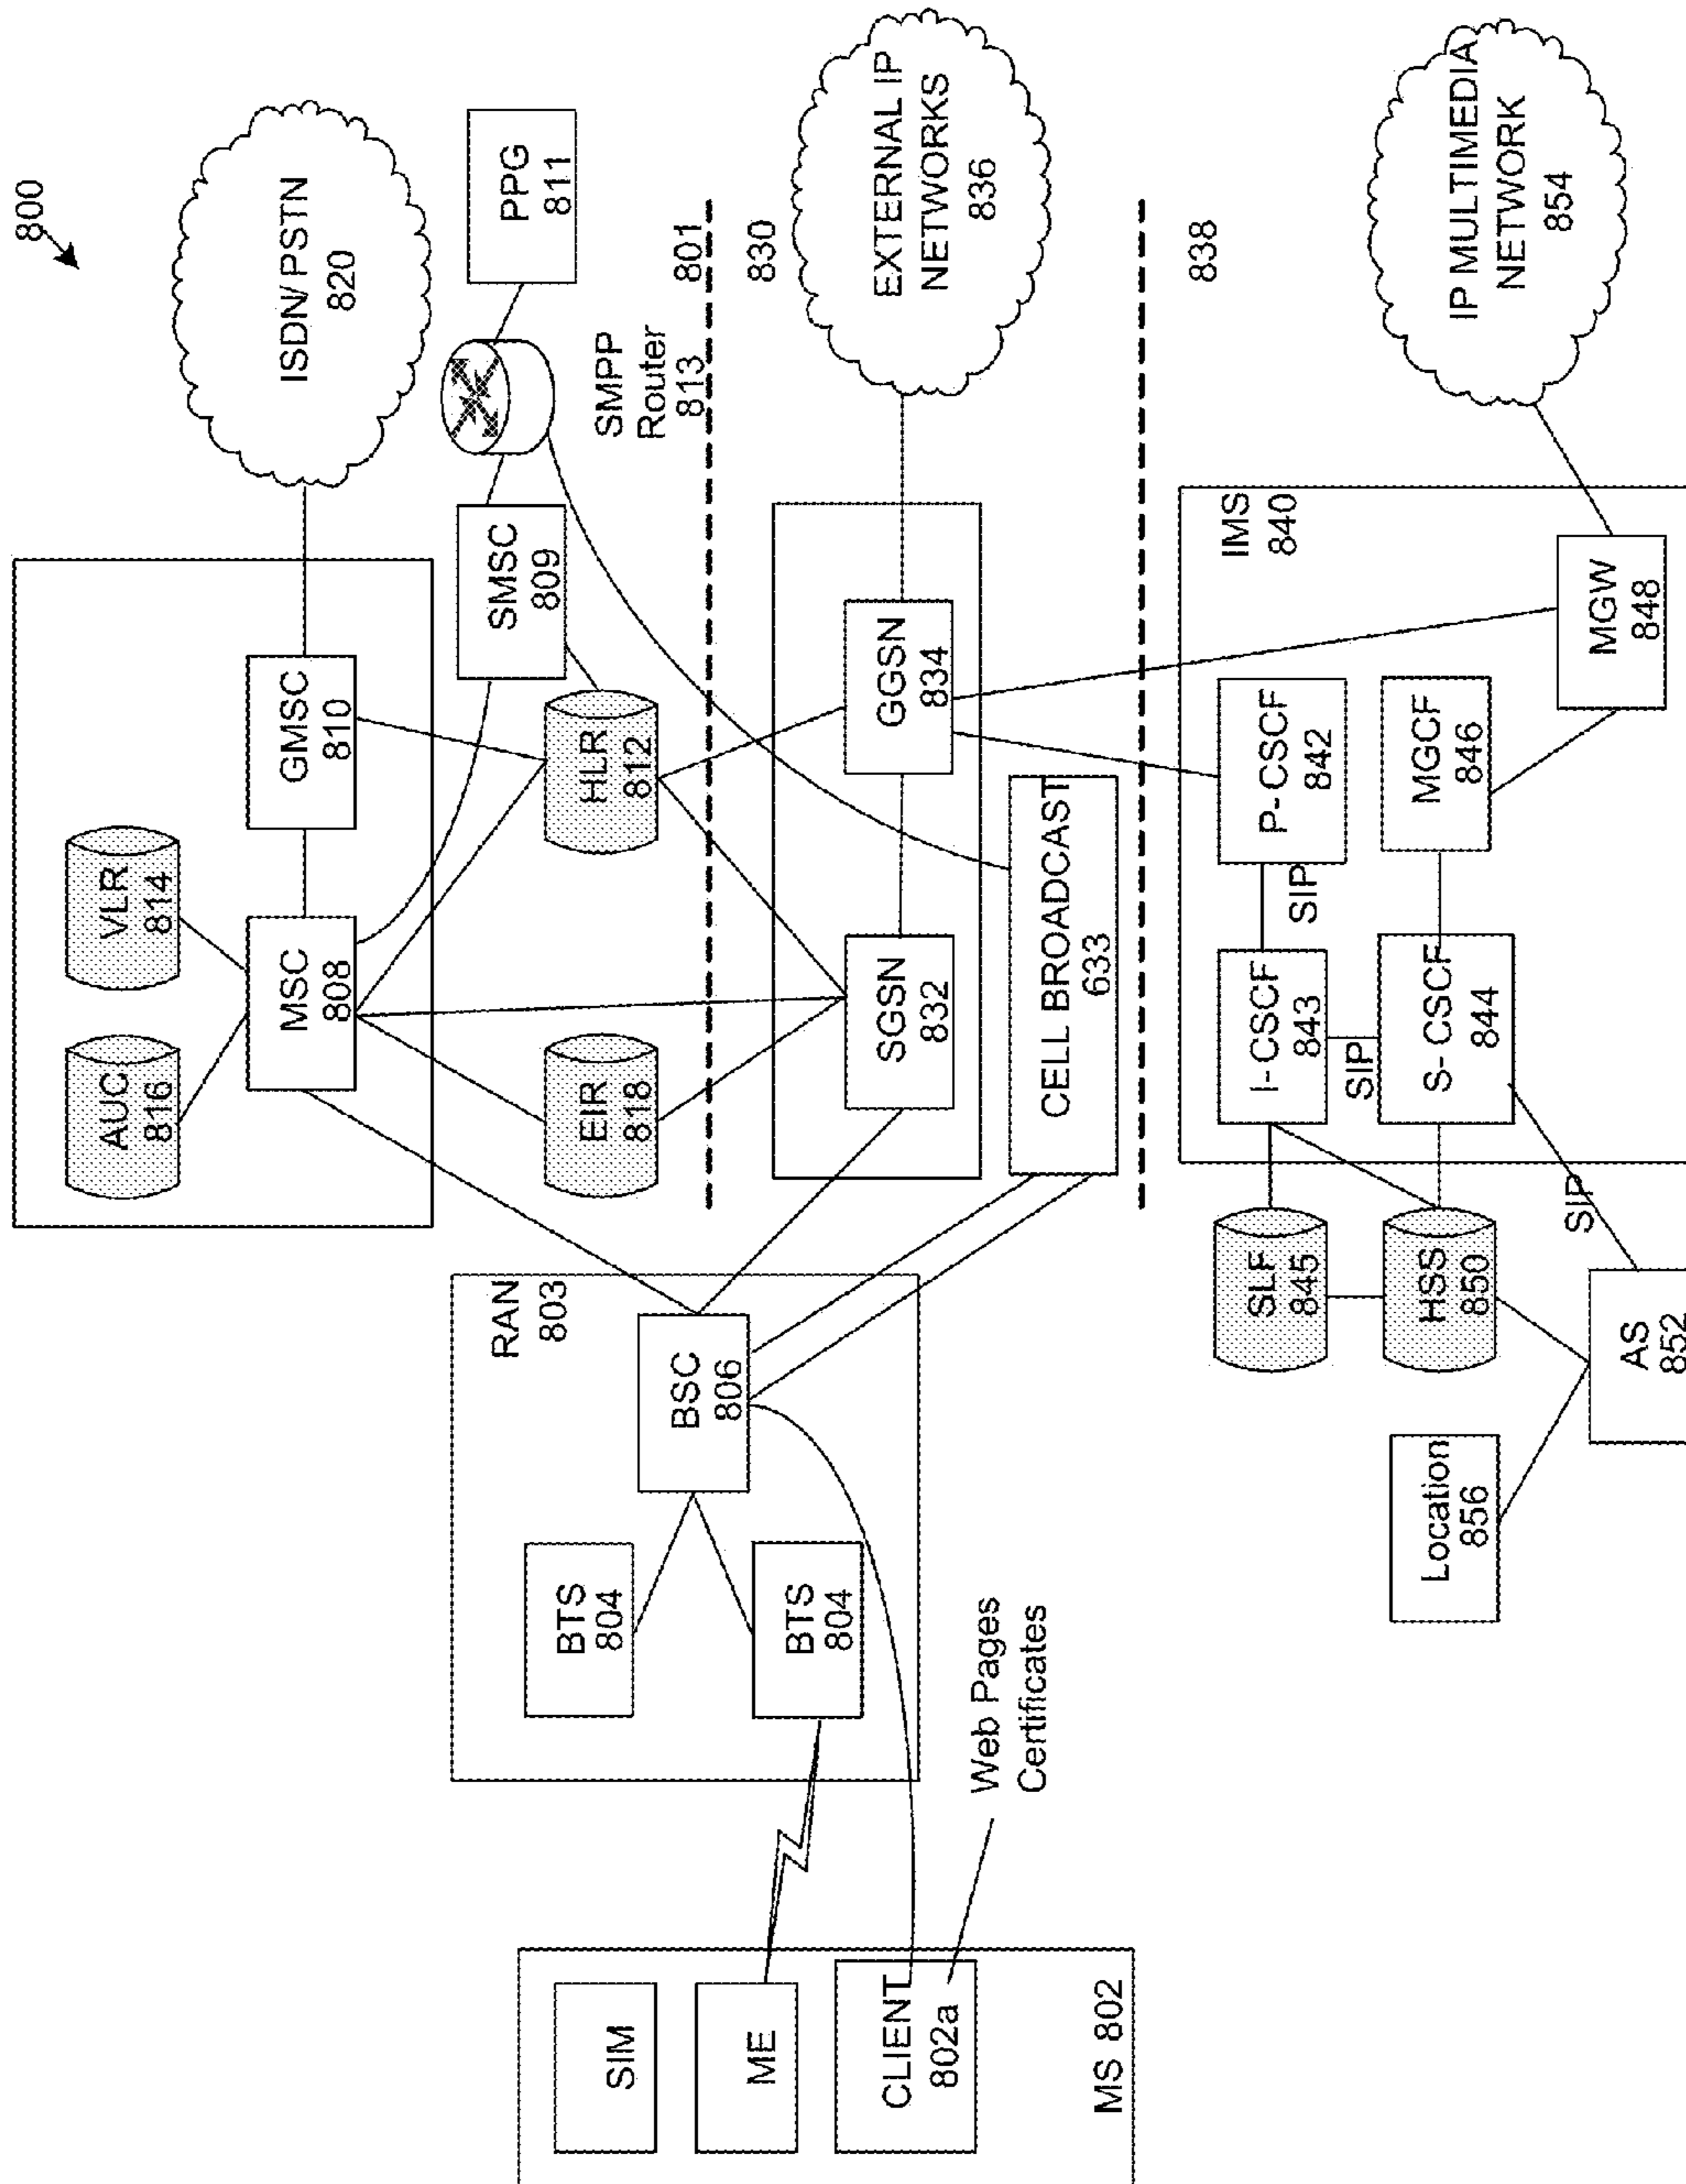 800
ISDN/ PSTN
820
PPG
811
SMPP
Router
813
801
VLR
814
AUC
816
MSC
808
GMSC
810
SMSC
809
HLR
812
EIR
818
830
EXTERNAL IP
NETWORKS
836
SGSN
832
GGSN
834
CELL BROADCAST
633
RAN
803
BSC
806
BTS
804
BTS
804
SIM
ME
CLIENT
802a
MS 802
Web Pages
Certificates
838
IP MULTIMEDIA
NETWORK
854
IMS
840
P-CSCF
842
SIP
I-CSCF
843
SIP
S-CSCF
844
MGCF
846
MGW
848
SLF
845
HSS
850
SIP
AS
852
Location
856